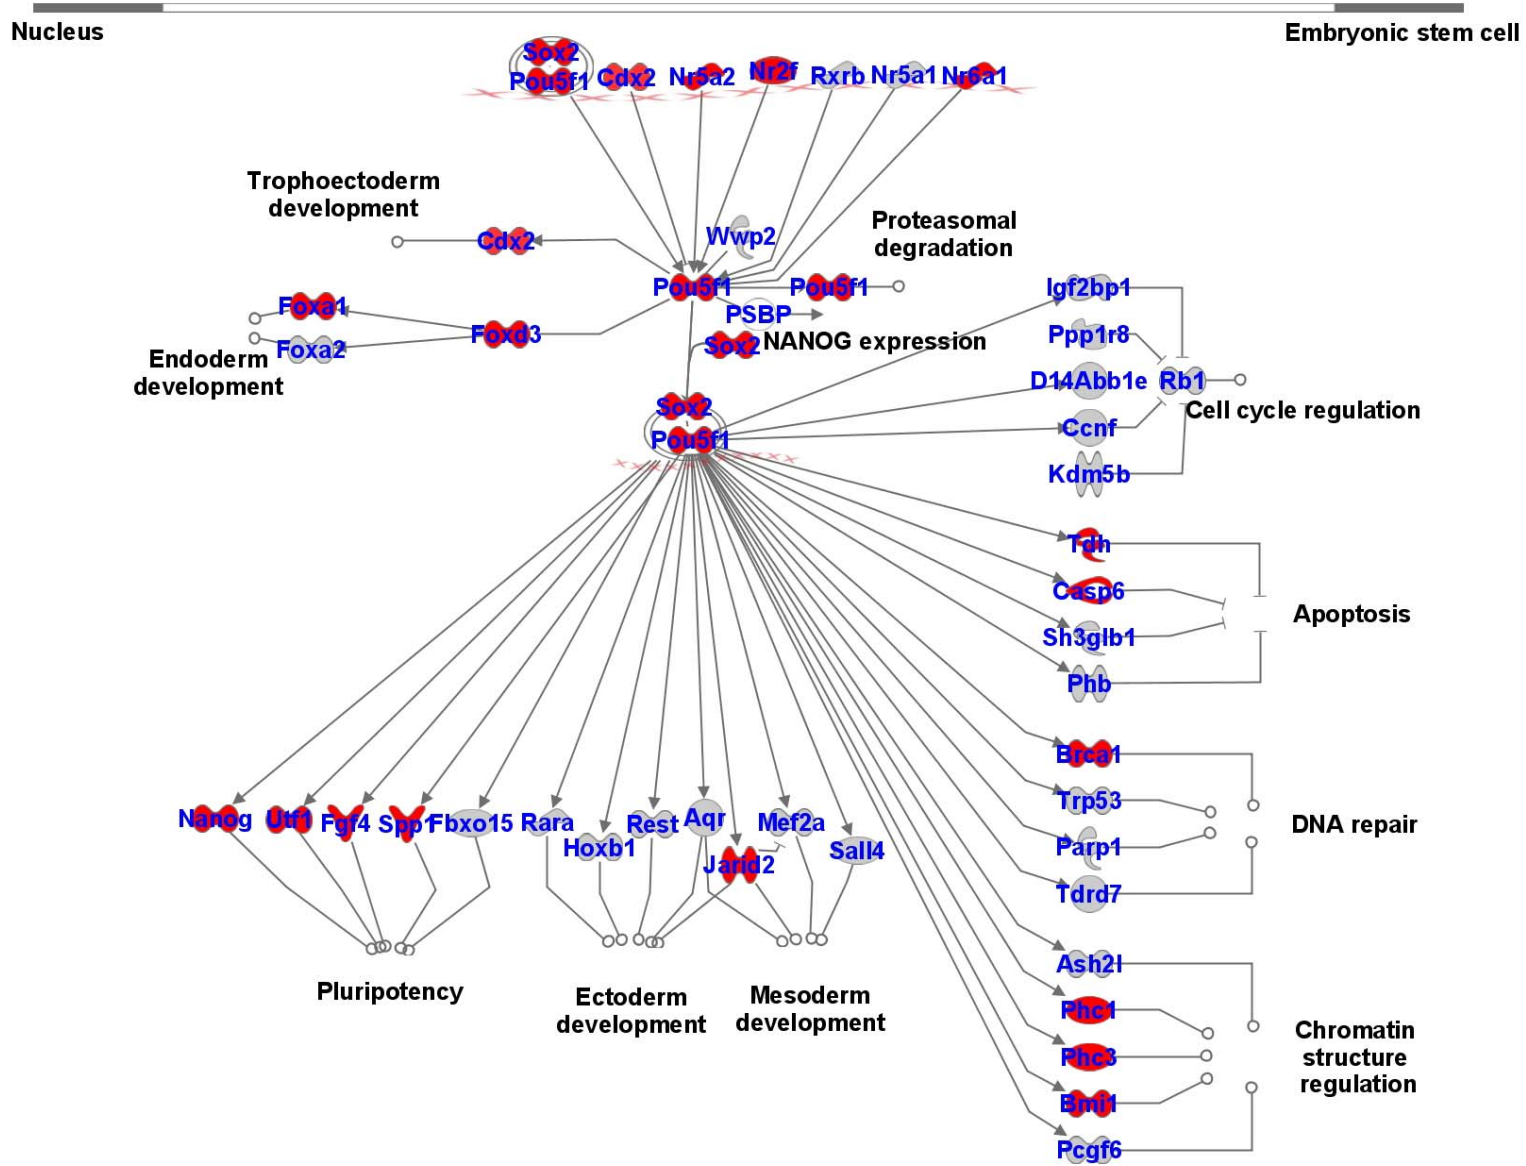 Nucleus
Embryonic stem cell
Sox2
Pou5f1
Cdx2
Nr5a2
Nr2f
Rxrb
Nr5a1
Nr6a1
Trophoectoderm
development
Cdx2
Wwp2
Proteasomal
degradation
Pou5f1
Pou5f1
PSBP
Foxa1
Foxa2
Foxd3
Endoderm
development
Sox2
NANOG expression
Igf2bp1
Ppp1r8
D14Abb1e
Rb1
Ccnf
Kdm5b
Cell cycle regulation
Sox2
Pou5f1
Tdh
Casp6
Sh3glb1
Phb
Apoptosis
Brca1
Trp53
Parp1
Tdrd7
DNA repair
Nanog
Utf1
Fgf4
Spp1
Fbxo15
Rara
Hoxb1
Rest
Aqr
Jarid2
Mef2a
Sall4
Pluripotency
Ectoderm
development
Mesoderm
development
Ash2l
Phc1
Phc3
Bmi1
Pcgf6
Chromatin
structure
regulation